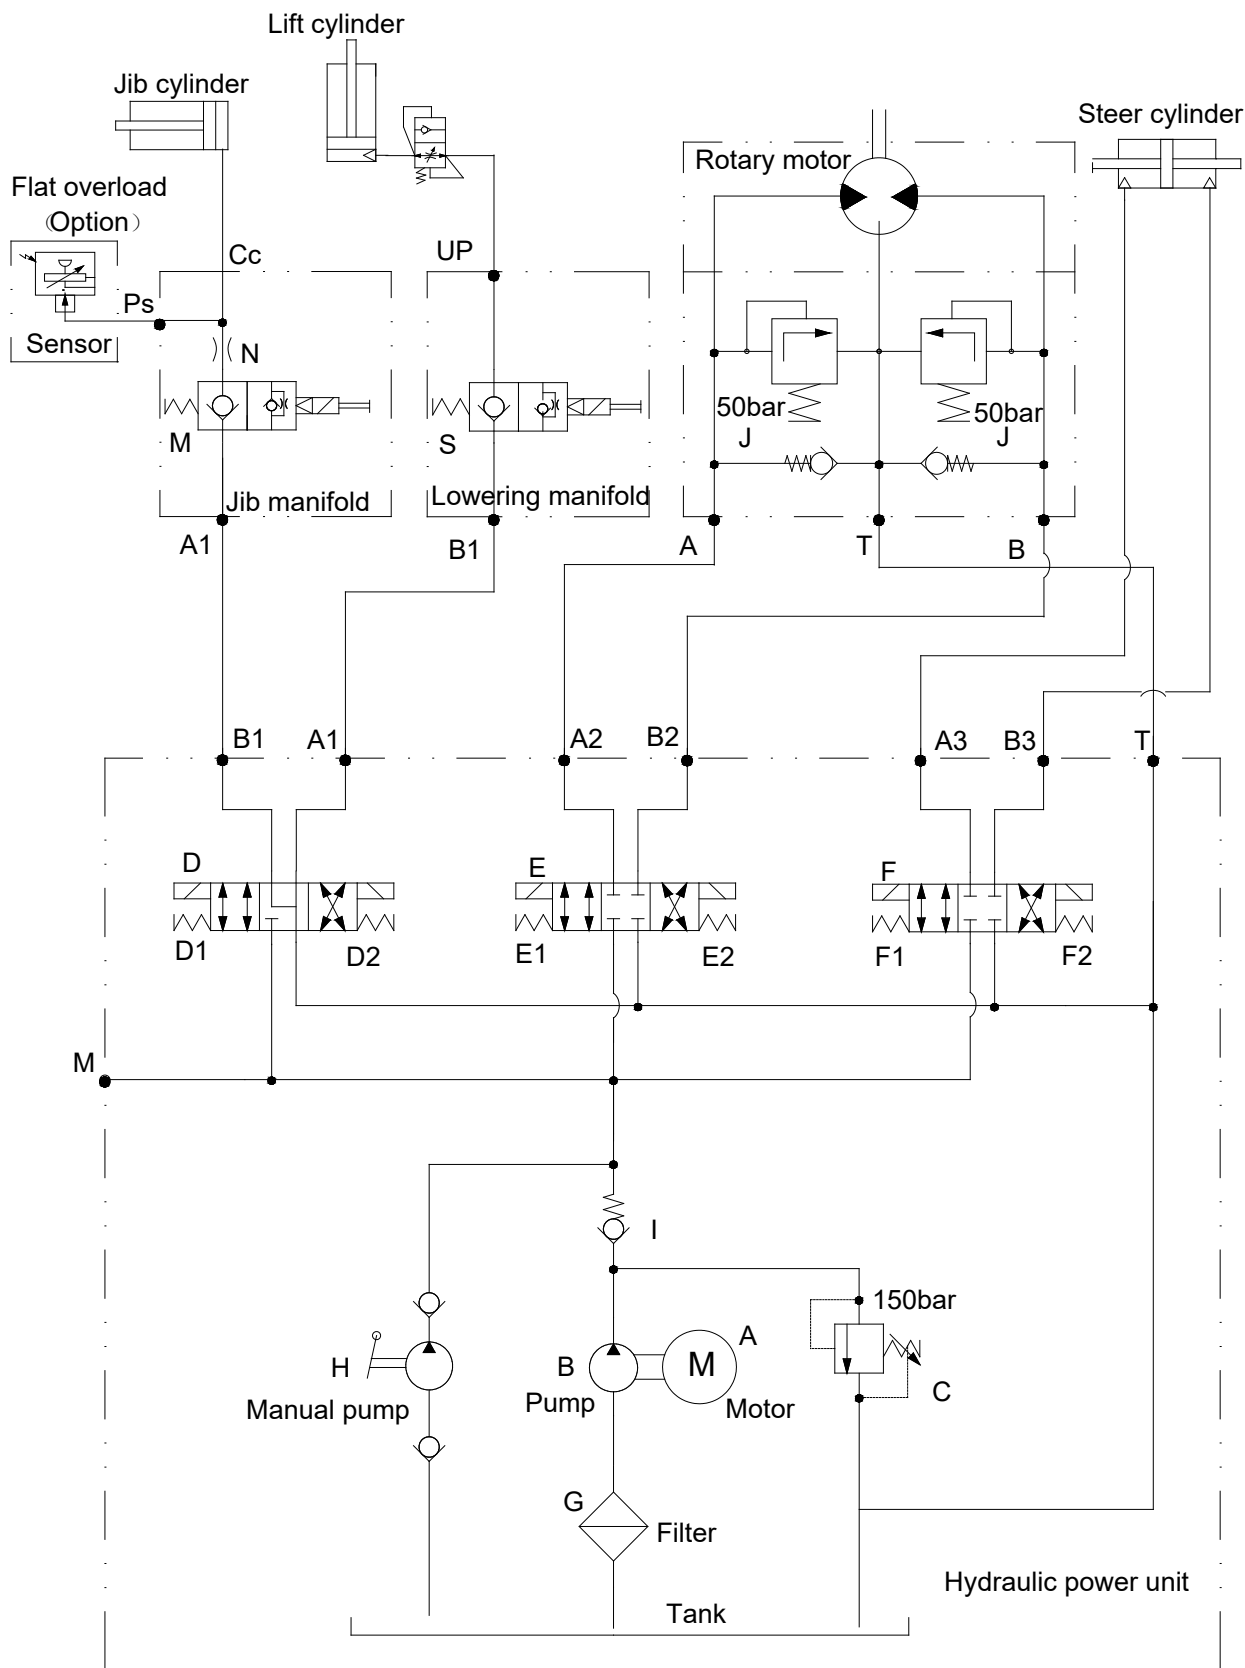 Lift cylinder
Jib cylinder
Steer cylinder
Rotary motor
Flat overload
（Option）
Cc
UP
Ps
Sensor
N
50bar
J
50bar
J
M
S
Jib manifold
Lowering manifold
A1
B1
A
T
B
B1
A1
A2
B2
A3
B3
T
D
E
F
D1
D2
E1
E2
F1
F2
M
I
150bar
A
H
B
M
C
Manual pump
Pump
Motor
G
Filter
Hydraulic power unit
Tank